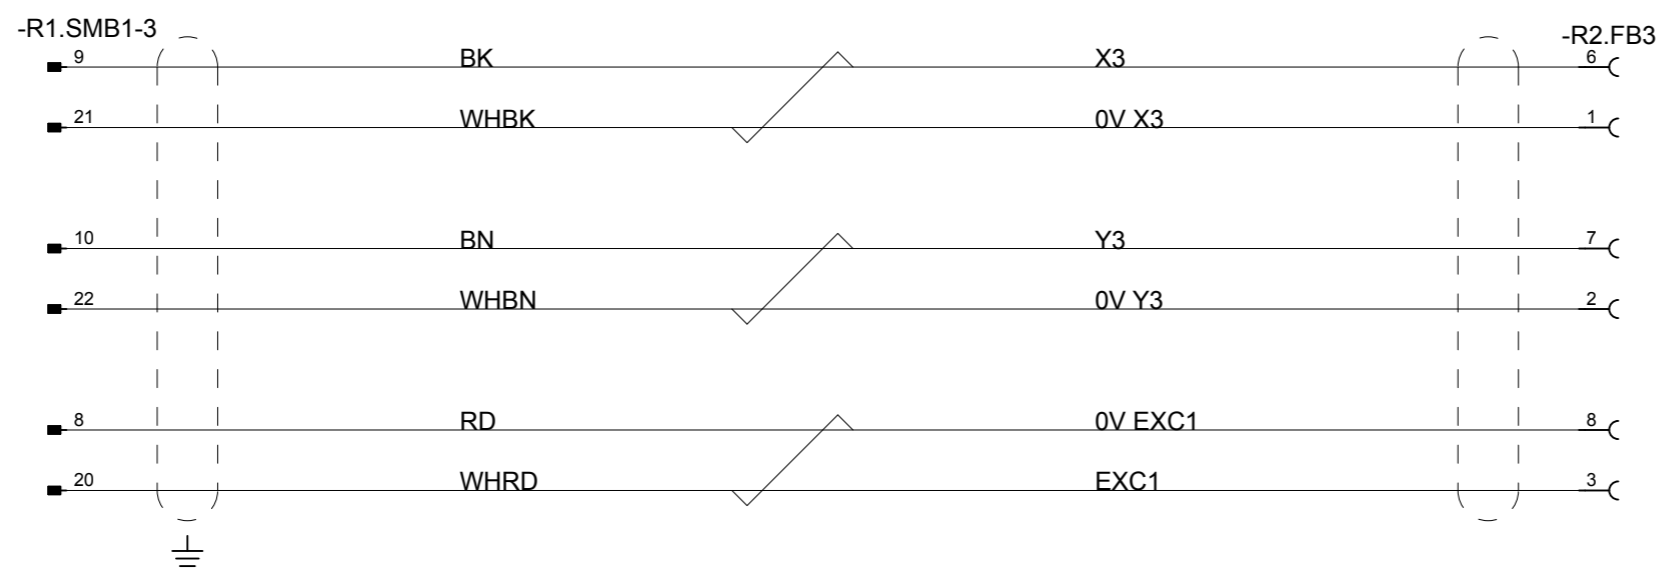 -R1.SMB1-3
-R2.FB3
9 BK X3 6
21 WHBK 0V X3 1
10 BN Y3 7
22 WHBN 0V Y3 2
8 RD 0V EXC1 8
20 WHRD EXC1 3